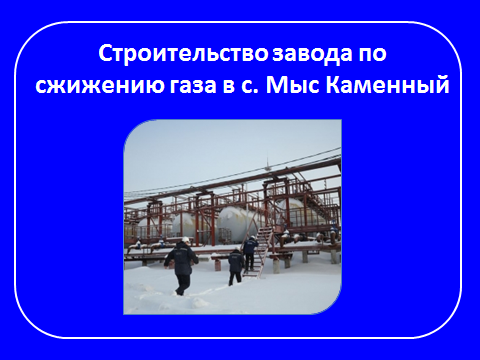 Строительство завода по
сжижению газа в с. Мыс Каменный